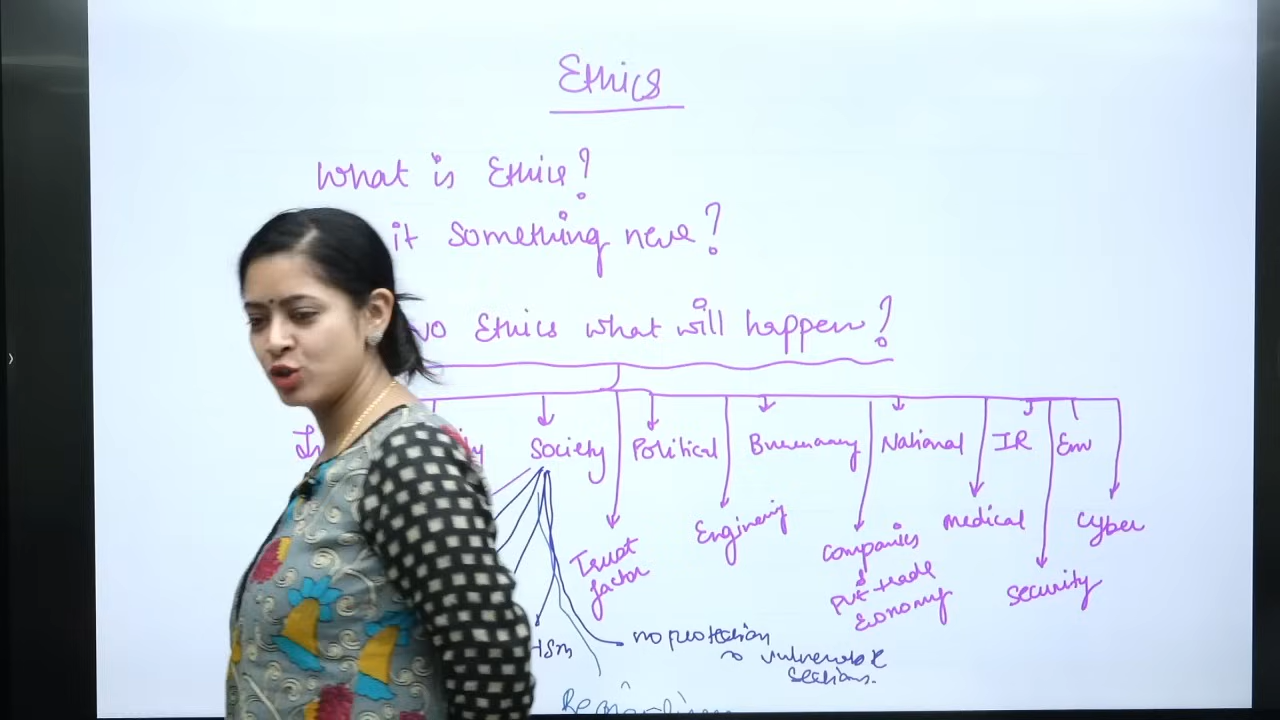 Ethics
What is Ethics?
it something new?
no Ethics what will happen?
Society Political Bureaucracy National IR Env
Trust factor
Engineering
Companies
Pvt trade
Economy
Medical
Security
Cyber
no protection
to vulnerable
sections.